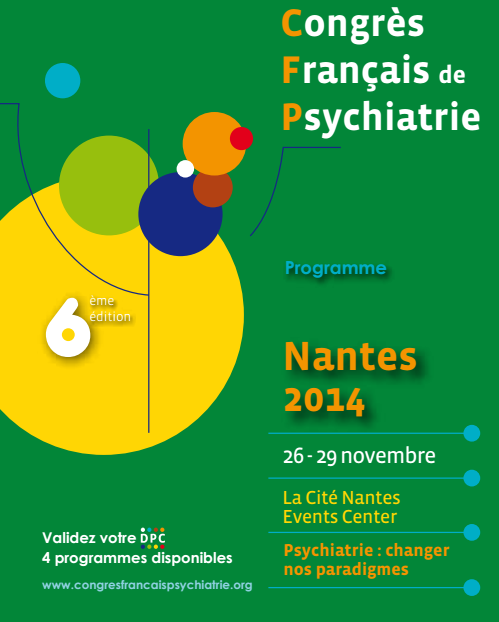 Congrès
Français de
Psychiatrie
Programme
6 ème
édition
Nantes
2014
26 - 29 novembre
La Cité Nantes
Events Center
Psychiatrie : changer
nos paradigmes
Validez votre DPC
4 programmes disponibles
www.congresfrancaispsychiatrie.org